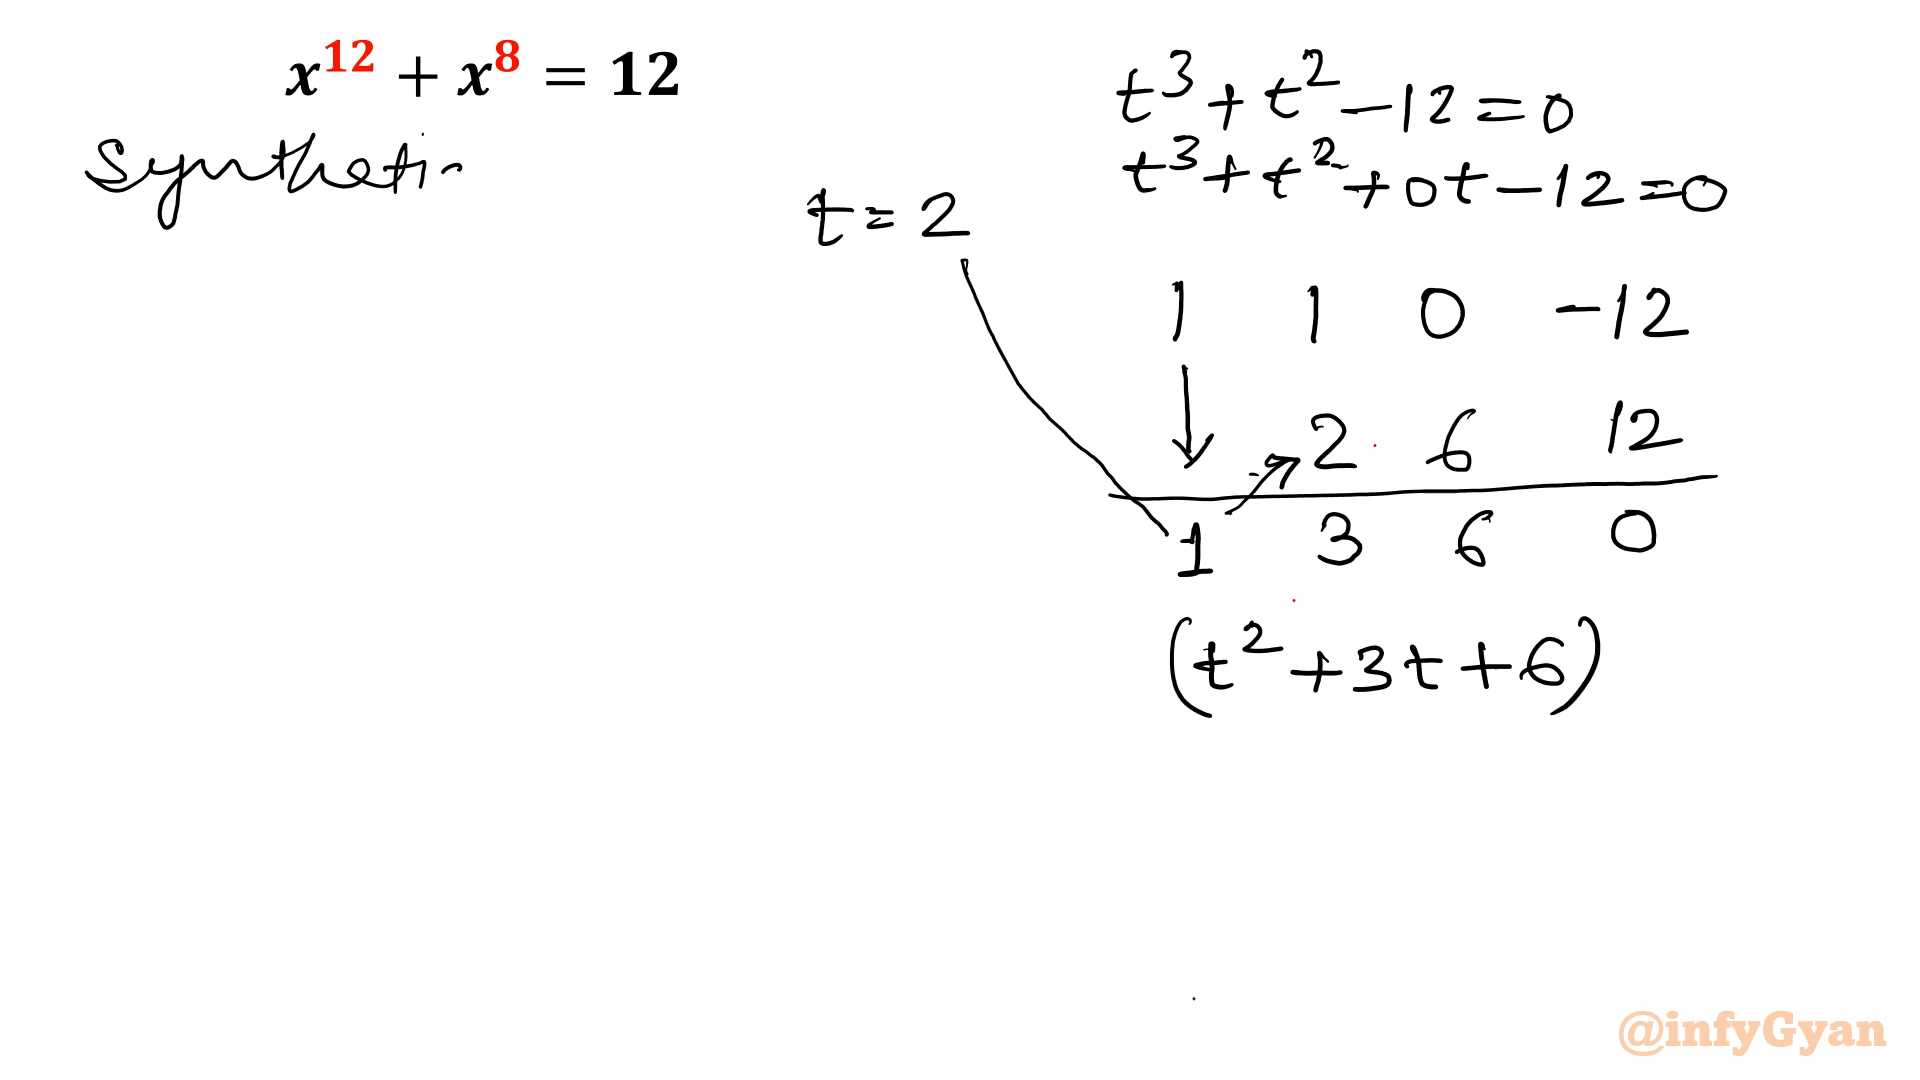 x¹² + x⁸ = 12
Synthetic
t³ + t² - 12 = 0
t³ + t² + 0t - 12 = 0
t = 2
1 1 0 -12
2 6 12
1 3 6 0
(t² + 3t + 6)
@infyGyan